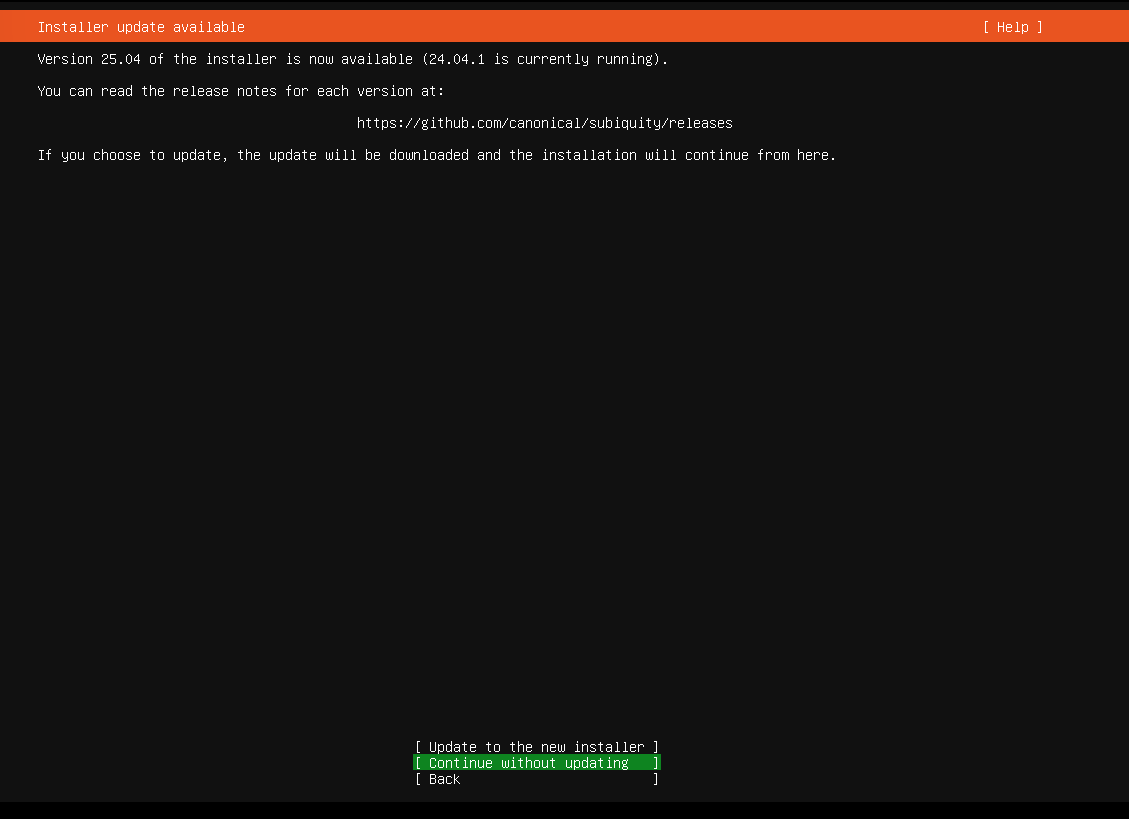 Installer update available [ Help ]
Version 25.04 of the installer is now available (24.04.1 is currently running).
You can read the release notes for each version at:
https://github.com/canonical/subiquity/releases
If you choose to update, the update will be downloaded and the installation will continue from here.
[ Update to the new installer ]
[ Continue without updating ]
[ Back ]